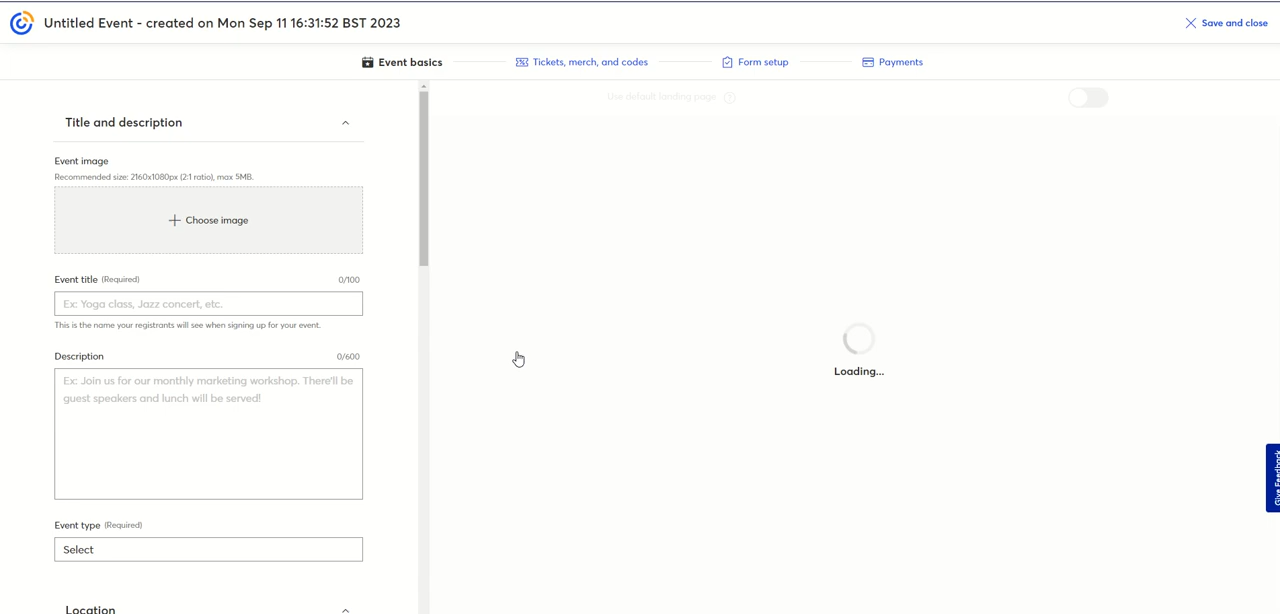 Untitled Event - created on Mon Sep 11 16:31:52 BST 2023
Save and close
Event basics
Tickets, merch, and codes
Form setup
Payments
Use default landing page ?
Title and description
Event image
Recommended size: 2160x1080px (2:1 ratio), max 5MB.
Choose image
Event title (Required) 0/100
Ex: Yoga class, Jazz concert, etc.
This is the name your registrants will see when signing up for your event.
Description 0/600
Ex: Join us for our monthly marketing workshop. There'll be
guest speakers and lunch will be served!
Event type (Required)
Select
Location
Loading...
Give Feedback